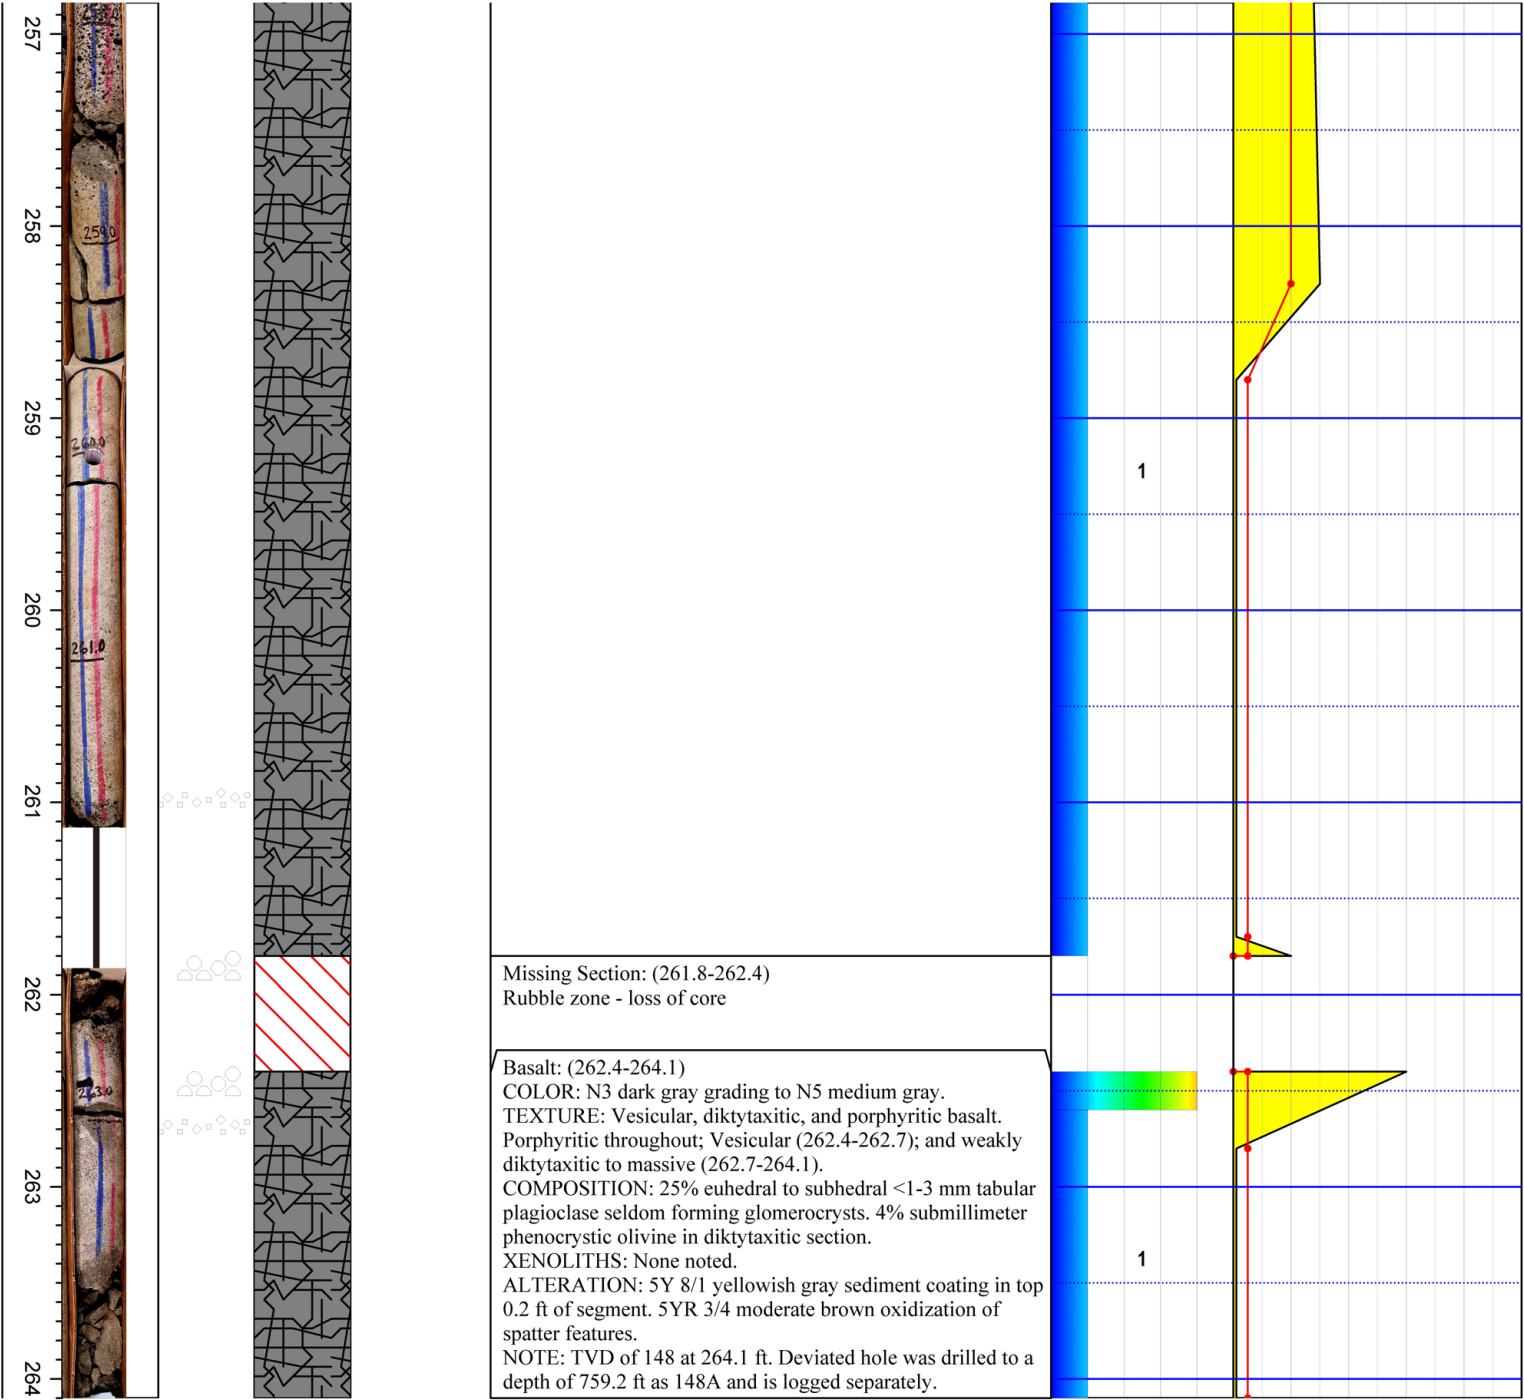 257
258
259.0
259
260.0
1
260
261.0
261
Missing Section: (261.8-262.4)
Rubble zone - loss of core
262
Basalt: (262.4-264.1)
COLOR: N3 dark gray grading to N5 medium gray.
TEXTURE: Vesicular, diktytaxitic, and porphyritic basalt.
Porphyritic throughout; Vesicular (262.4-262.7); and weakly
diktytaxitic to massive (262.7-264.1).
COMPOSITION: 25% euhedral to subhedral <1-3 mm tabular
plagioclase seldom forming glomerocrysts. 4% submillimeter
phenocrystic olivine in diktytaxitic section.
XENOLITHS: None noted.
ALTERATION: 5Y 8/1 yellowish gray sediment coating in top
0.2 ft of segment. 5YR 3/4 moderate brown oxidization of
spatter features.
NOTE: TVD of 148 at 264.1 ft. Deviated hole was drilled to a
depth of 759.2 ft as 148A and is logged separately.
263.0
263
1
264